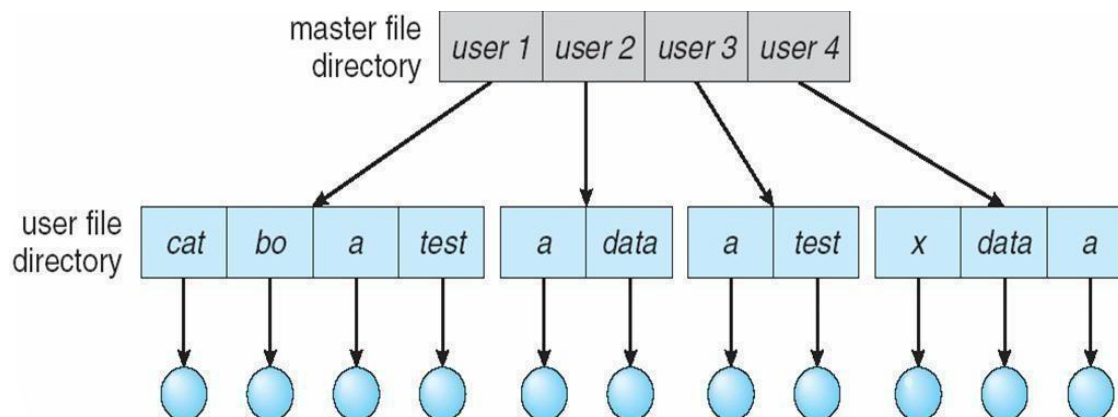 master file
directory
user 1 user 2 user 3 user 4
user file
directory
cat bo a test a data a test x data a